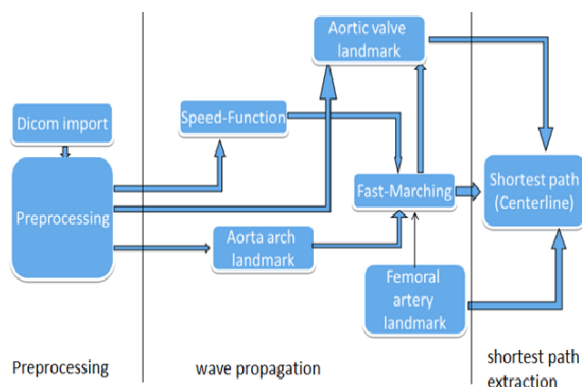 Aortic valve
landmark
Dicom import
Speed-Function
Preprocessing
Fast-Marching
Shortest path
(Centerline)
Aorta arch
landmark
Femoral
artery
landmark
Preprocessing
wave propagation
shortest path
extraction